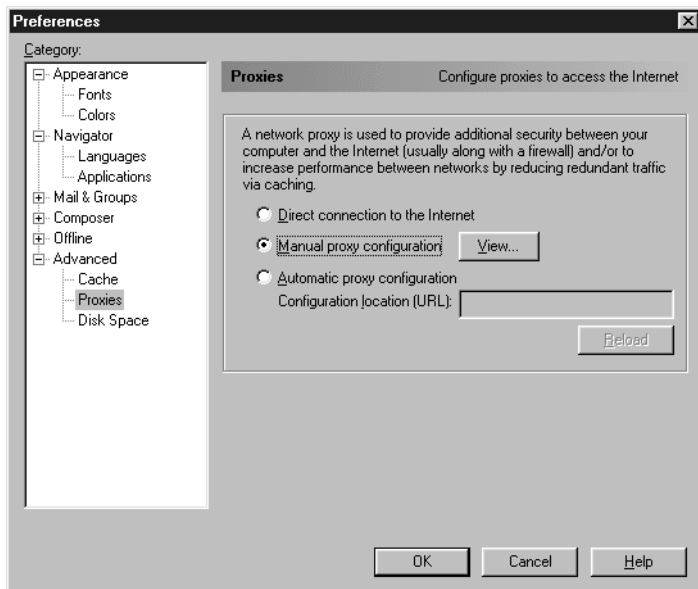 Preferences
Category:
Appearance
Fonts
Colors
Navigator
Languages
Applications
Mail & Groups
Composer
Offline
Advanced
Cache
Proxies
Disk Space
Proxies
Configure proxies to access the Internet
A network proxy is used to provide additional security between your
computer and the Internet (usually along with a firewall) and/or to
increase performance between networks by reducing redundant traffic
via caching.
Direct connection to the Internet
Manual proxy configuration
View...
Automatic proxy configuration
Configuration location (URL):
Reload
OK
Cancel
Help